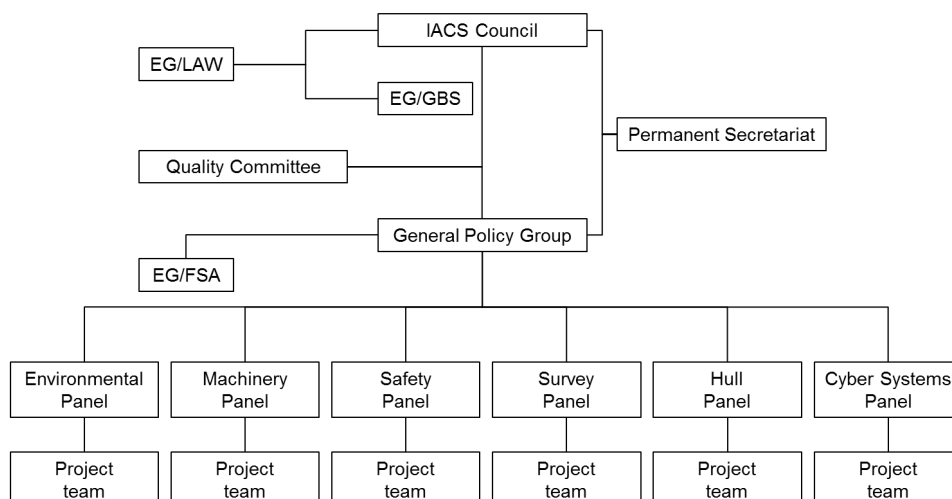 IACS Council
EG/LAW
EG/GBS
Permanent Secretariat
Quality Committee
General Policy Group
EG/FSA
Environmental
Panel
Machinery
Panel
Safety
Panel
Survey
Panel
Hull
Panel
Cyber Systems
Panel
Project
team
Project
team
Project
team
Project
team
Project
team
Project
team